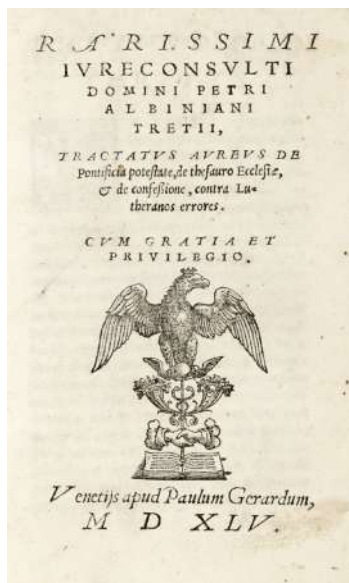 RARISSIMI
IVRECONSVLTI
DOMINI PETRI
ALBINIANI
TRETII,
TRACTATVS AVREVS DE
Pontificia potestate, de thesauro Ecclesiæ,
& de confessione, contra Lu-
theranos errores.
CVM GRATIA ET
PRIVILEGIO.
Venetijs apud Paulum Gerardum,
M D XLV.